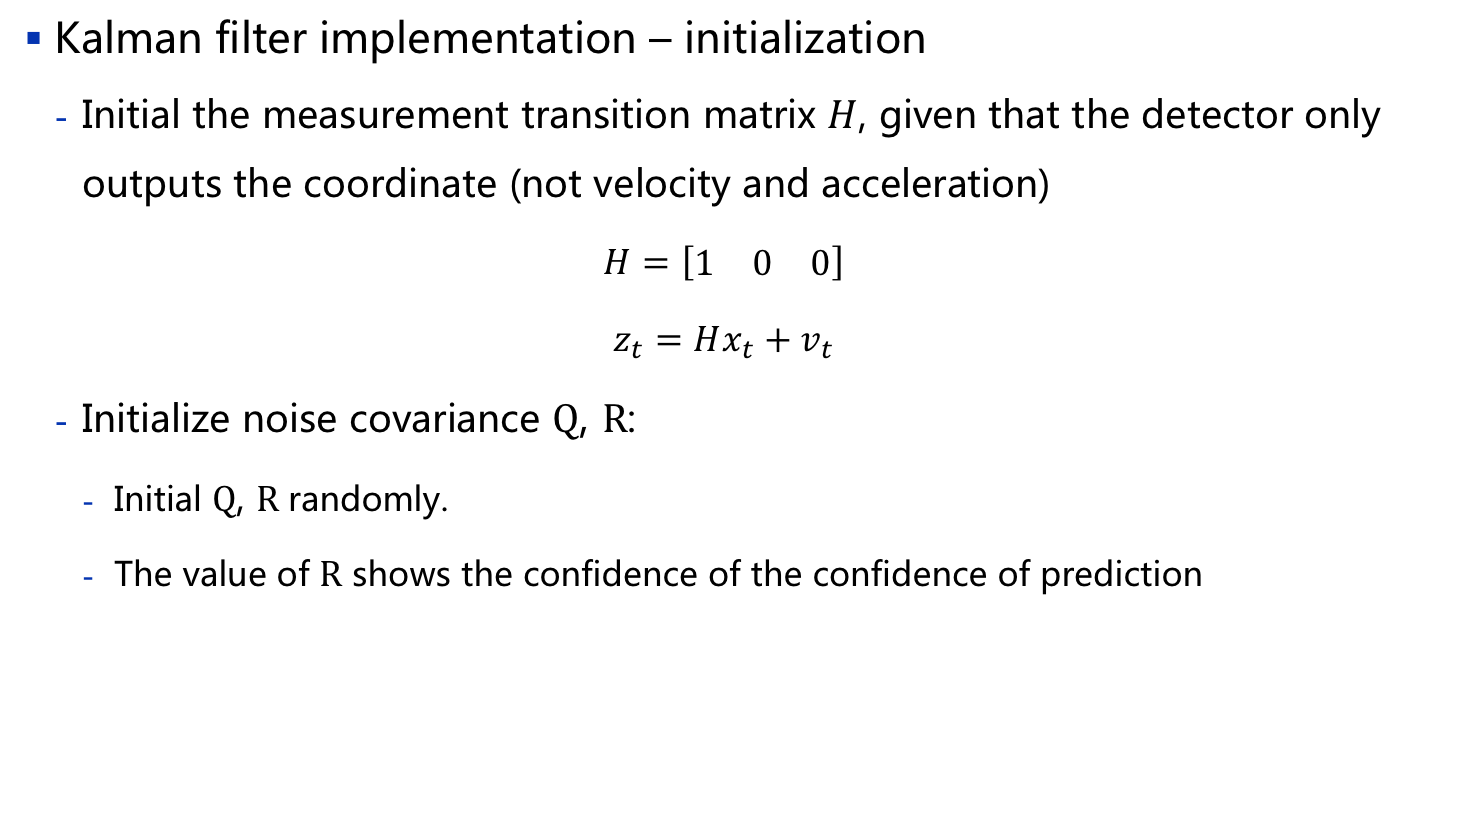 ▪ Kalman filter implementation – initialization
- Initial the measurement transition matrix H, given that the detector only
outputs the coordinate (not velocity and acceleration)
H = [1 0 0]
z_t = Hx_t + v_t
- Initialize noise covariance Q, R:
- Initial Q, R randomly.
- The value of R shows the confidence of the confidence of prediction